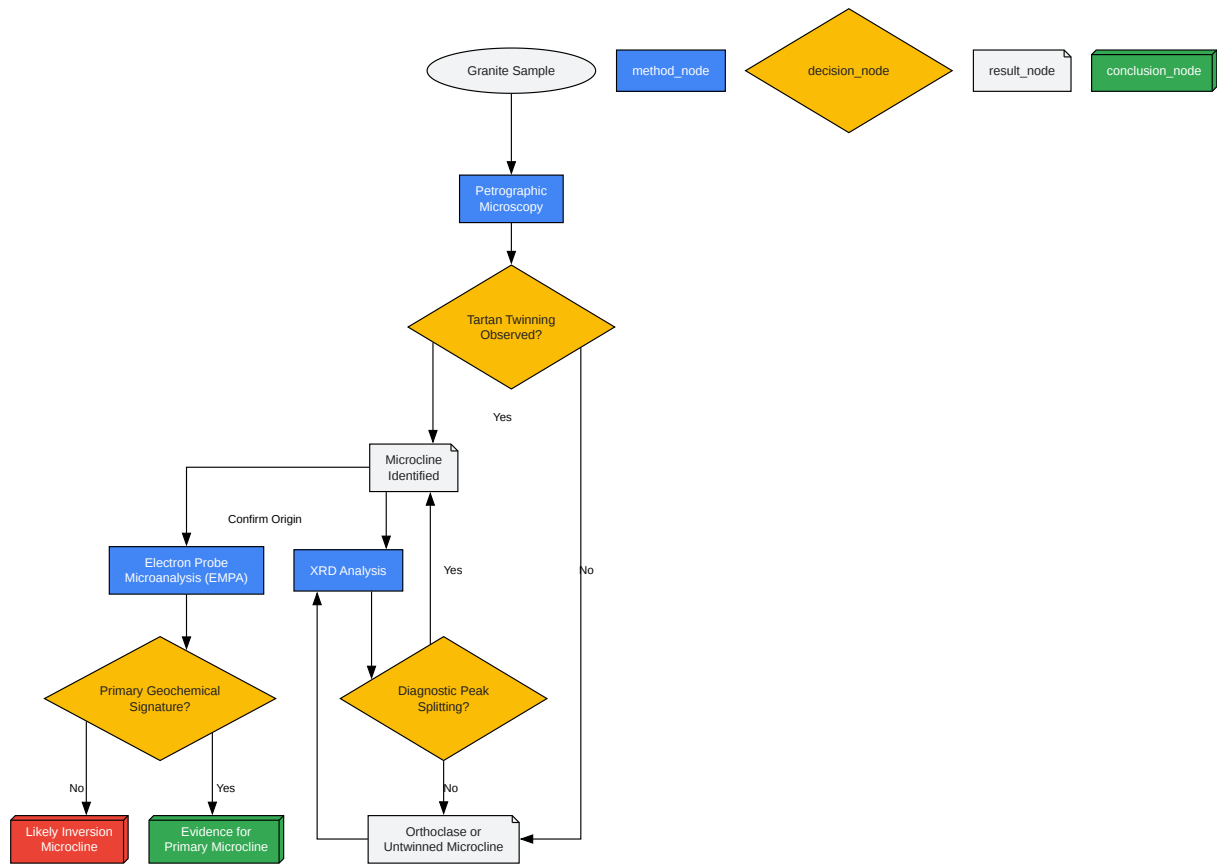 Granite Sample
method_node
decision_node
result_node
conclusion_node
Petrographic
Microscopy
Tartan Twinning
Observed?
Yes
Microcline
Identified
Confirm Origin
Electron Probe
Microanalysis (EMPA)
XRD Analysis
Yes
No
Primary Geochemical
Signature?
Diagnostic Peak
Splitting?
No
Yes
No
Likely Inversion
Microcline
Evidence for
Primary Microcline
Orthoclase or
Untwinned Microcline